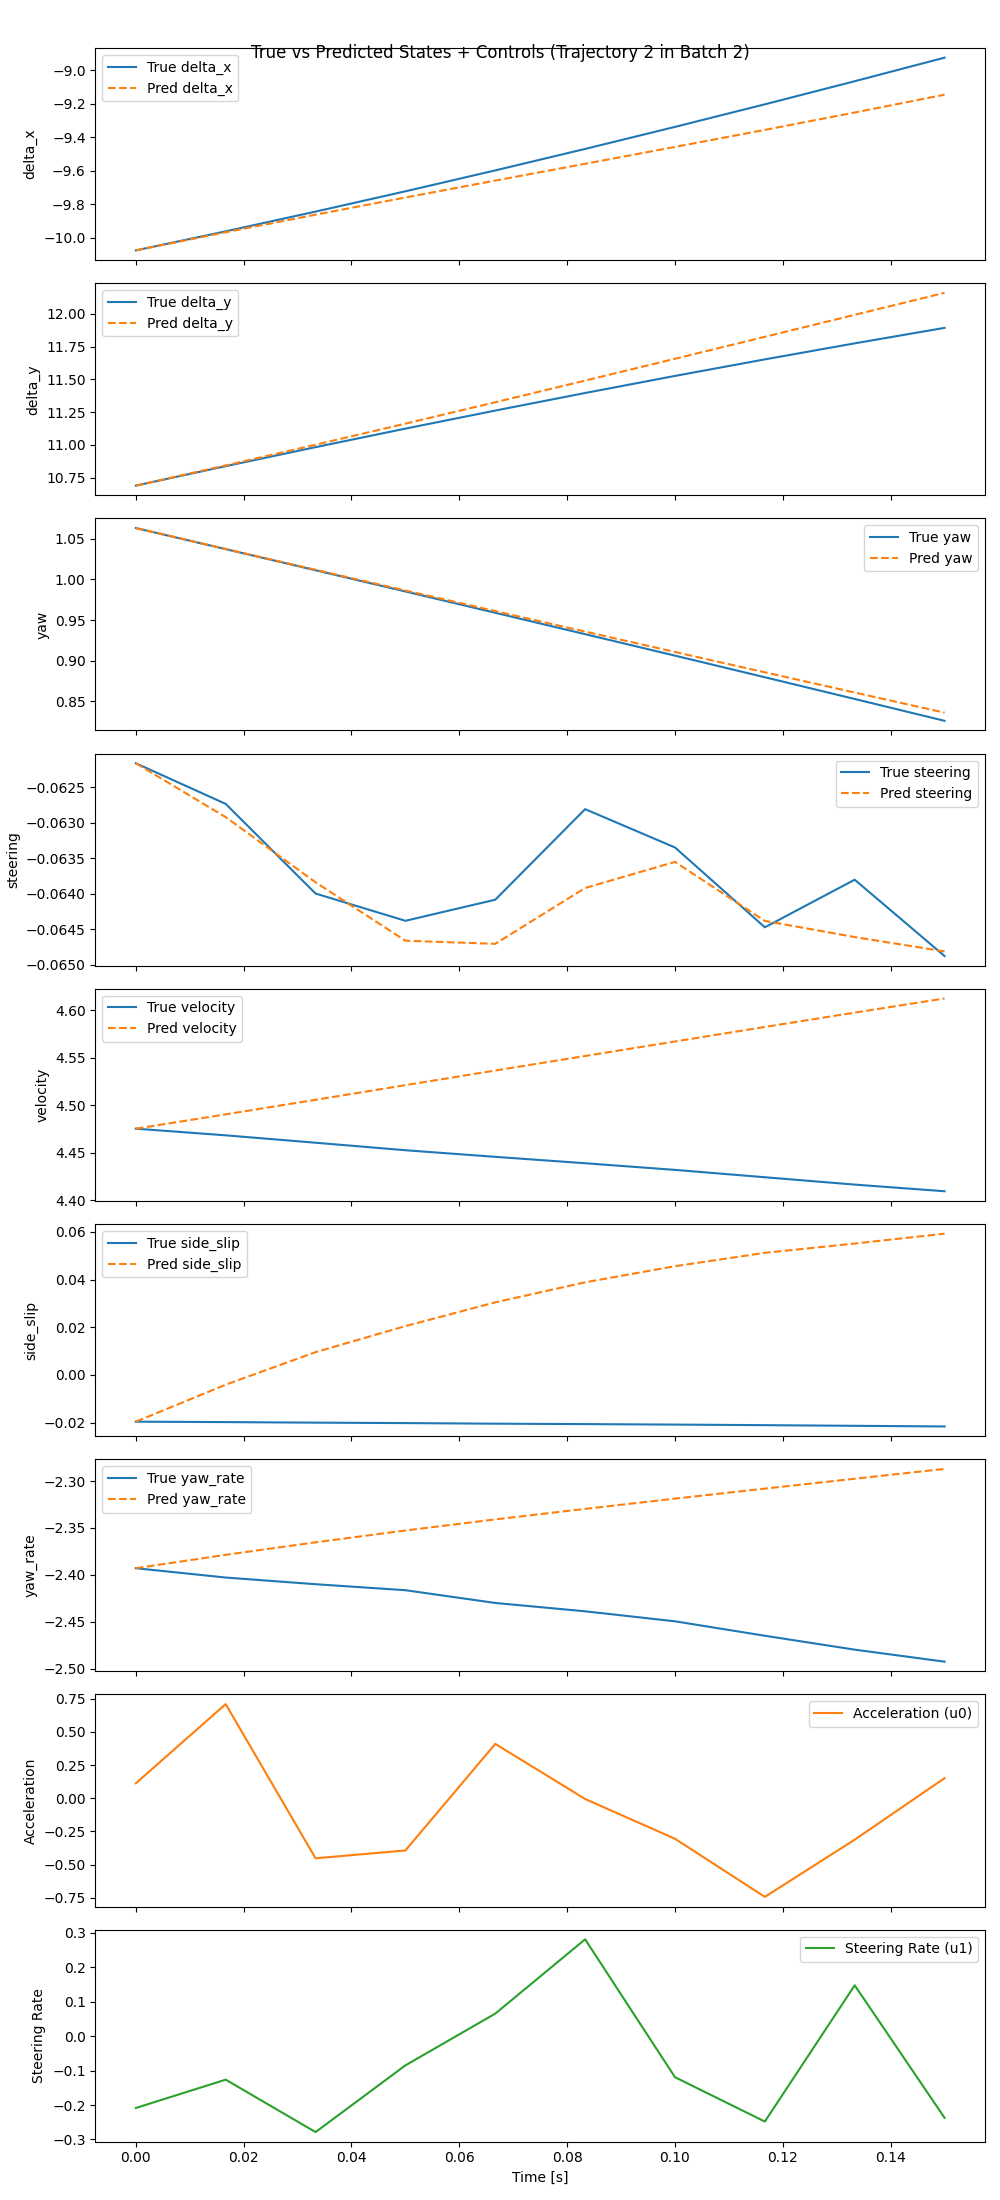 True vs Predicted States + Controls (Trajectory 2 in Batch 2)
True delta_x
Pred delta_x
delta_x
−9.0
−9.2
−9.4
−9.6
−9.8
−10.0
True delta_y
Pred delta_y
delta_y
12.00
11.75
11.50
11.25
11.00
10.75
True yaw
Pred yaw
yaw
1.05
1.00
0.95
0.90
0.85
True steering
Pred steering
steering
−0.0625
−0.0630
−0.0635
−0.0640
−0.0645
−0.0650
True velocity
Pred velocity
velocity
4.60
4.55
4.50
4.45
4.40
True side_slip
Pred side_slip
side_slip
0.06
0.04
0.02
0.00
−0.02
True yaw_rate
Pred yaw_rate
yaw_rate
−2.30
−2.35
−2.40
−2.45
−2.50
Acceleration (u0)
Acceleration
0.75
0.50
0.25
0.00
−0.25
−0.50
−0.75
Steering Rate (u1)
Steering Rate
0.3
0.2
0.1
0.0
−0.1
−0.2
−0.3
0.00 0.02 0.04 0.06 0.08 0.10 0.12 0.14
Time [s]